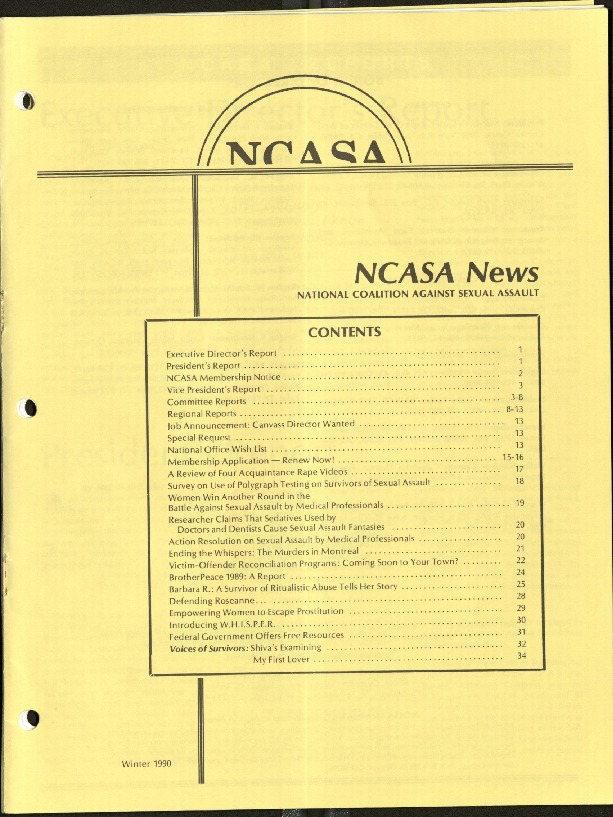 NCASA
NCASA News
NATIONAL COALITION AGAINST SEXUAL ASSAULT
CONTENTS
Executive Director's Report ........ 1
President's Report ........ 1
NCASA Membership Notice ........ 2
Vice President's Report ........ 3
Committee Reports ........ 3-8
Regional Reports ........ 8-13
Job Announcement: Canvass Director Wanted ........ 13
Special Request ........ 13
National Office Wish List ........ 13
Membership Application — Renew Now! ........ 15-16
A Review of Four Acquaintance Rape Videos ........ 17
Survey on Use of Polygraph Testing on Survivors of Sexual Assault ........ 18
Women Win Another Round in the
Battle Against Sexual Assault by Medical Professionals ........ 19
Researcher Claims That Sedatives Used by
Doctors and Dentists Cause Sexual Assault Fantasies ........ 20
Action Resolution on Sexual Assault by Medical Professionals ........ 20
Ending the Whispers: The Murders in Montreal ........ 21
Victim-Offender Reconciliation Programs: Coming Soon to Your Town? ........ 22
BrotherPeace 1989: A Report ........ 24
Barbara R.: A Survivor of Ritualistic Abuse Tells Her Story ........ 25
Defending Roseanne ........ 28
Empowering Women to Escape Prostitution ........ 29
Introducing W.H.I.S.P.E.R. ........ 30
Federal Government Offers Free Resources ........ 31
Voices of Survivors: Shiva's Examining ........ 32
My First Lover ........ 34
Winter 1990